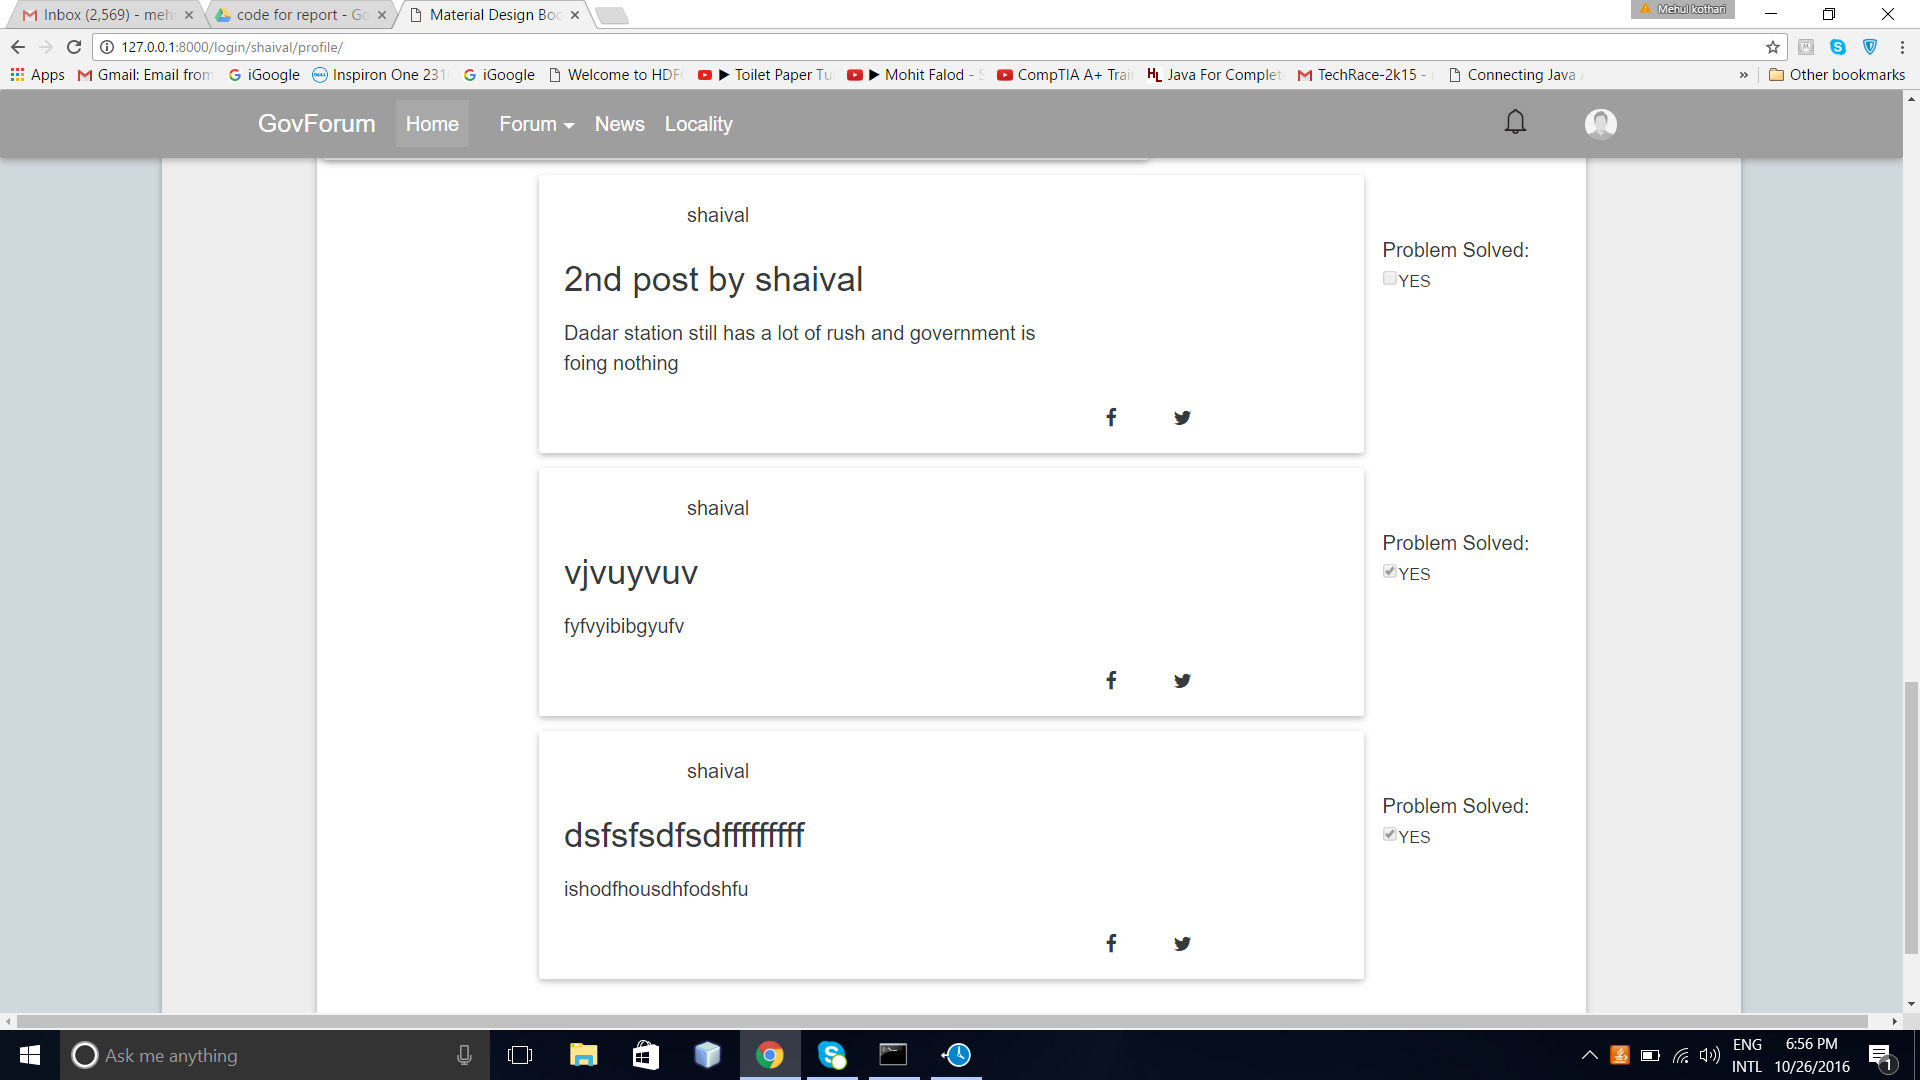 Inbox (2,569) - meh
code for report - Go
Material Design Boo
Mehul kothari
127.0.0.1:8000/login/shaival/profile/
Apps
Gmail: Email from
iGoogle
Inspiron One 231
iGoogle
Welcome to HDF
▶ Toilet Paper Tu
▶ Mohit Falod - S
CompTIA A+ Trai
HL Java For Complet
TechRace-2k15 -
Connecting Java
»
Other bookmarks
GovForum
Home
Forum
News
Locality
shaival
2nd post by shaival
Dadar station still has a lot of rush and government is
foing nothing
Problem Solved:
YES
shaival
vjvuyvuv
fyfvyibibgyufv
Problem Solved:
YES
shaival
dsfsfsdfsdfffffffff
ishodfhousdhfodshfu
Problem Solved:
YES
Ask me anything
ENG
INTL
6:56 PM
10/26/2016
1